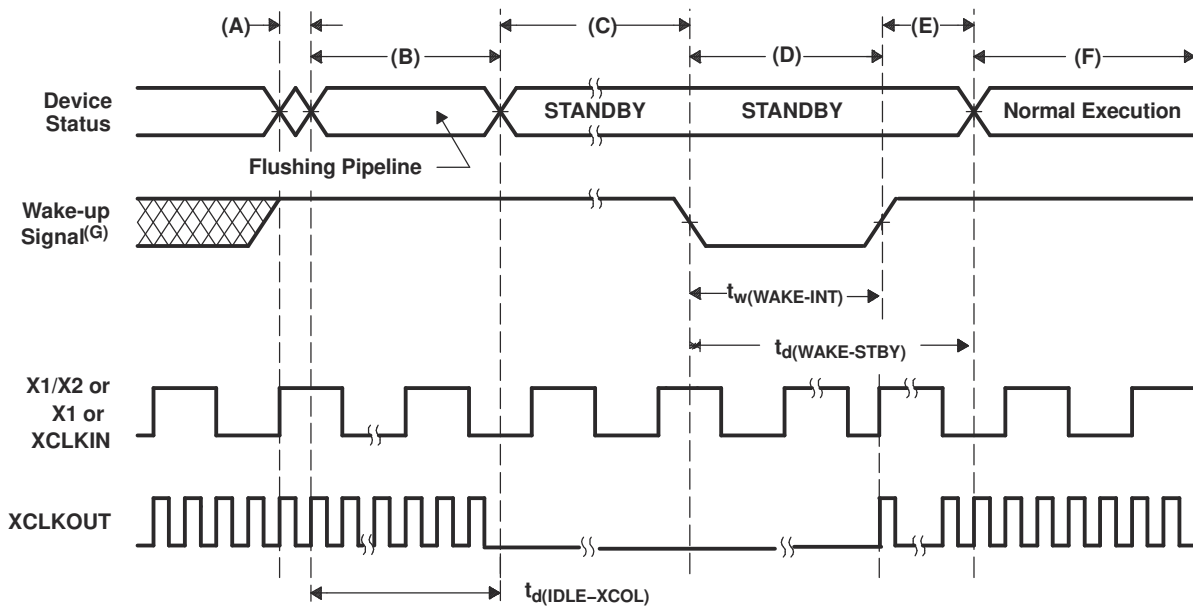 (A)
(C)
(E)
(B)
(D)
(F)
Device
Status
STANDBY
STANDBY
Normal Execution
Flushing Pipeline
Wake-up
Signal(G)
tw(WAKE-INT)
td(WAKE-STBY)
X1/X2 or
X1 or
XCLKIN
XCLKOUT
td(IDLE−XCOL)